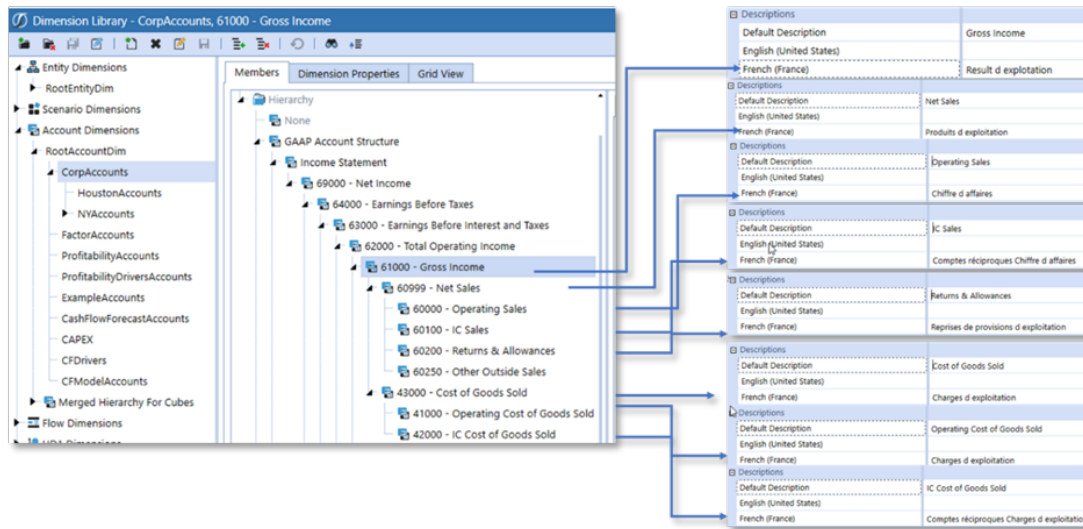 Dimension Library - CorpAccounts, 61000 - Gross Income
Entity Dimensions
RootEntityDim
Scenario Dimensions
Account Dimensions
RootAccountDim
CorpAccounts
HoustonAccounts
NYAccounts
FactorAccounts
ProfitabilityAccounts
ProfitabilityDriversAccounts
ExampleAccounts
CashFlowForecastAccounts
CAPEX
CFDrivers
CFModelAccounts
Merged Hierarchy For Cubes
Flow Dimensions
Members Dimension Properties Grid View
Hierarchy
None
GAAP Account Structure
Income Statement
69000 - Net Income
64000 - Earnings Before Taxes
63000 - Earnings Before Interest and Taxes
62000 - Total Operating Income
61000 - Gross Income
60999 - Net Sales
60000 - Operating Sales
60100 - IC Sales
60200 - Returns & Allowances
60250 - Other Outside Sales
43000 - Cost of Goods Sold
41000 - Operating Cost of Goods Sold
42000 - IC Cost of Goods Sold
Descriptions
Default Description Gross Income
English (United States)
French (France) Result d explotation
Descriptions
Default Description Net Sales
English (United States)
French (France) Produits d exploitation
Descriptions
Default Description Operating Sales
English (United States)
French (France) Chiffre d affaires
Descriptions
Default Description IC Sales
English (United States)
French (France) Comptes réciproques Chiffre d affaires
Descriptions
Default Description Returns & Allowances
English (United States)
French (France) Reprises de provisions d exploitation
Descriptions
Default Description Cost of Goods Sold
English (United States)
French (France) Charges d exploitation
Descriptions
Default Description Operating Cost of Goods Sold
English (United States)
French (France) Charges d exploitation
Descriptions
Default Description IC Cost of Goods Sold
English (United States)
French (France) Comptes réciproques Charges d exploitatio